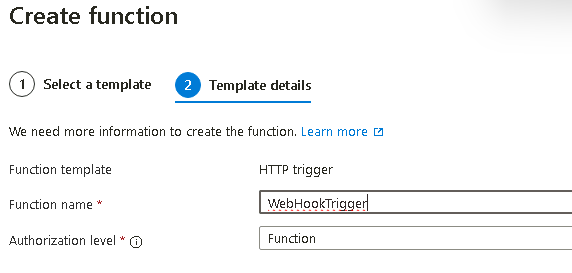 Create function
1 Select a template 2 Template details
We need more information to create the function. Learn more
Function template HTTP trigger
Function name * WebHookTrigger
Authorization level * Function